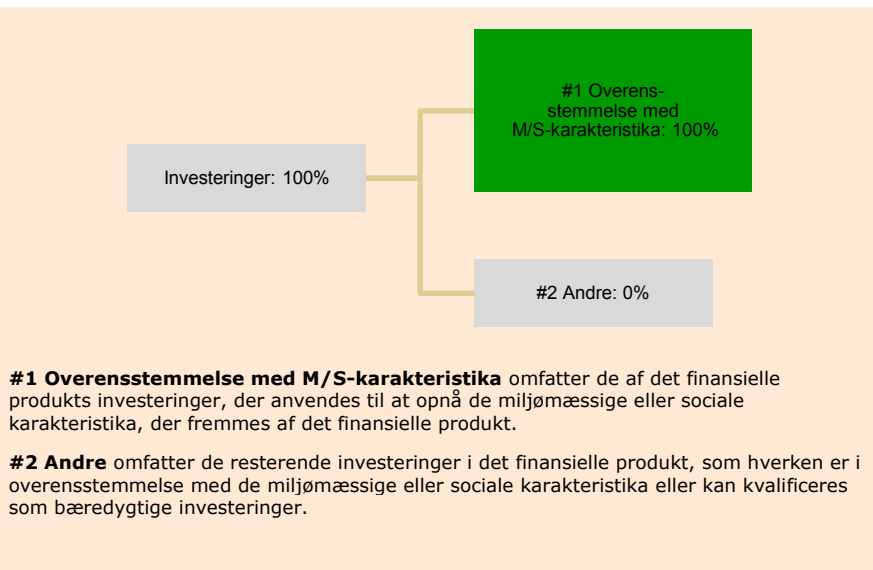 #1 Overens-
stemmelse med
M/S-karakteristika: 100%
Investeringer: 100%
#2 Andre: 0%
#1 Overensstemmelse med M/S-karakteristika omfatter de af det finansielle
produkts investeringer, der anvendes til at opnå de miljømæssige eller sociale
karakteristika, der fremmes af det finansielle produkt.
#2 Andre omfatter de resterende investeringer i det finansielle produkt, som hverken er i
overensstemmelse med de miljømæssige eller sociale karakteristika eller kan kvalificeres
som bæredygtige investeringer.